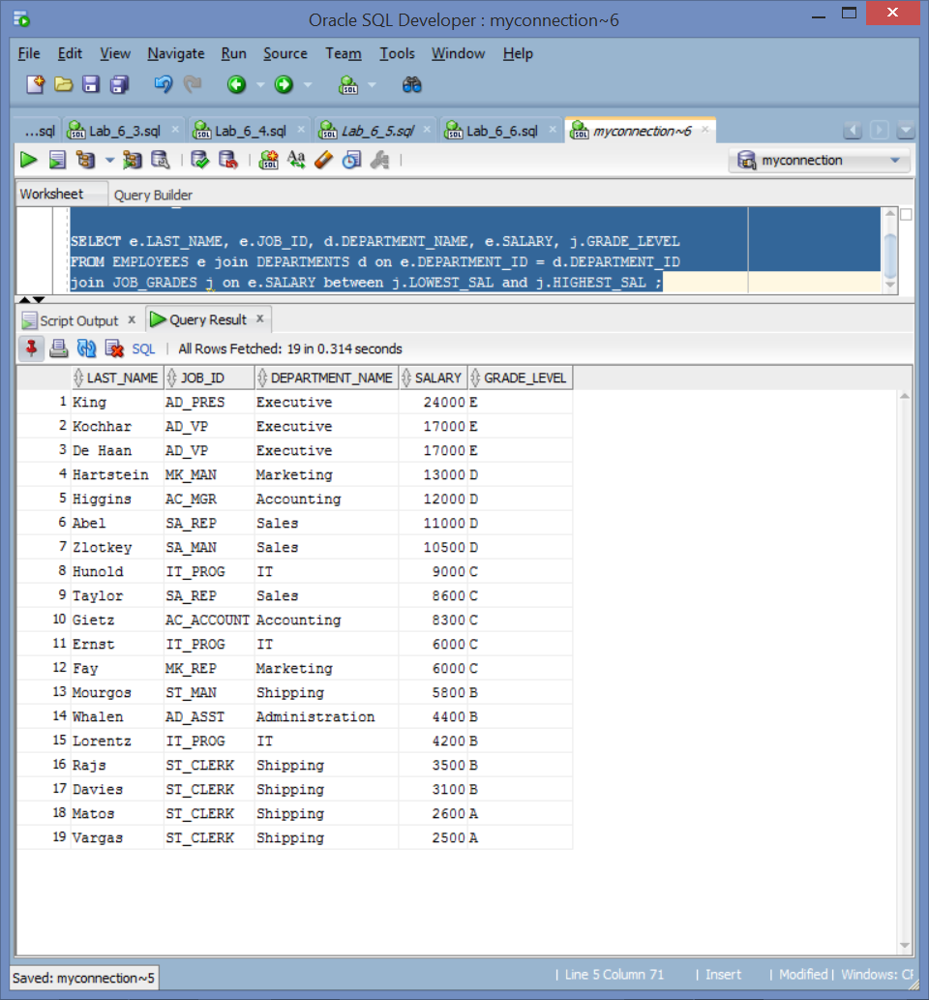 Oracle SQL Developer : myconnection~6
File Edit View Navigate Run Source Team Tools Window Help
...sql Lab_6_3.sql Lab_6_4.sql Lab_6_5.sql Lab_6_6.sql myconnection~6
myconnection
Worksheet Query Builder
SELECT e.LAST_NAME, e.JOB_ID, d.DEPARTMENT_NAME, e.SALARY, j.GRADE_LEVEL
FROM EMPLOYEES e join DEPARTMENTS d on e.DEPARTMENT_ID = d.DEPARTMENT_ID
join JOB_GRADES j on e.SALARY between j.LOWEST_SAL and j.HIGHEST_SAL ;
Script Output x Query Result x
SQL | All Rows Fetched: 19 in 0.314 seconds
LAST_NAME JOB_ID DEPARTMENT_NAME SALARY GRADE_LEVEL
1 King AD_PRES Executive 24000 E
2 Kochhar AD_VP Executive 17000 E
3 De Haan AD_VP Executive 17000 E
4 Hartstein MK_MAN Marketing 13000 D
5 Higgins AC_MGR Accounting 12000 D
6 Abel SA_REP Sales 11000 D
7 Zlotkey SA_MAN Sales 10500 D
8 Hunold IT_PROG IT 9000 C
9 Taylor SA_REP Sales 8600 C
10 Gietz AC_ACCOUNT Accounting 8300 C
11 Ernst IT_PROG IT 6000 C
12 Fay MK_REP Marketing 6000 C
13 Mourgos ST_MAN Shipping 5800 B
14 Whalen AD_ASST Administration 4400 B
15 Lorentz IT_PROG IT 4200 B
16 Rajs ST_CLERK Shipping 3500 B
17 Davies ST_CLERK Shipping 3100 B
18 Matos ST_CLERK Shipping 2600 A
19 Vargas ST_CLERK Shipping 2500 A
Saved: myconnection~5 | Line 5 Column 71 | Insert | Modified | Windows: